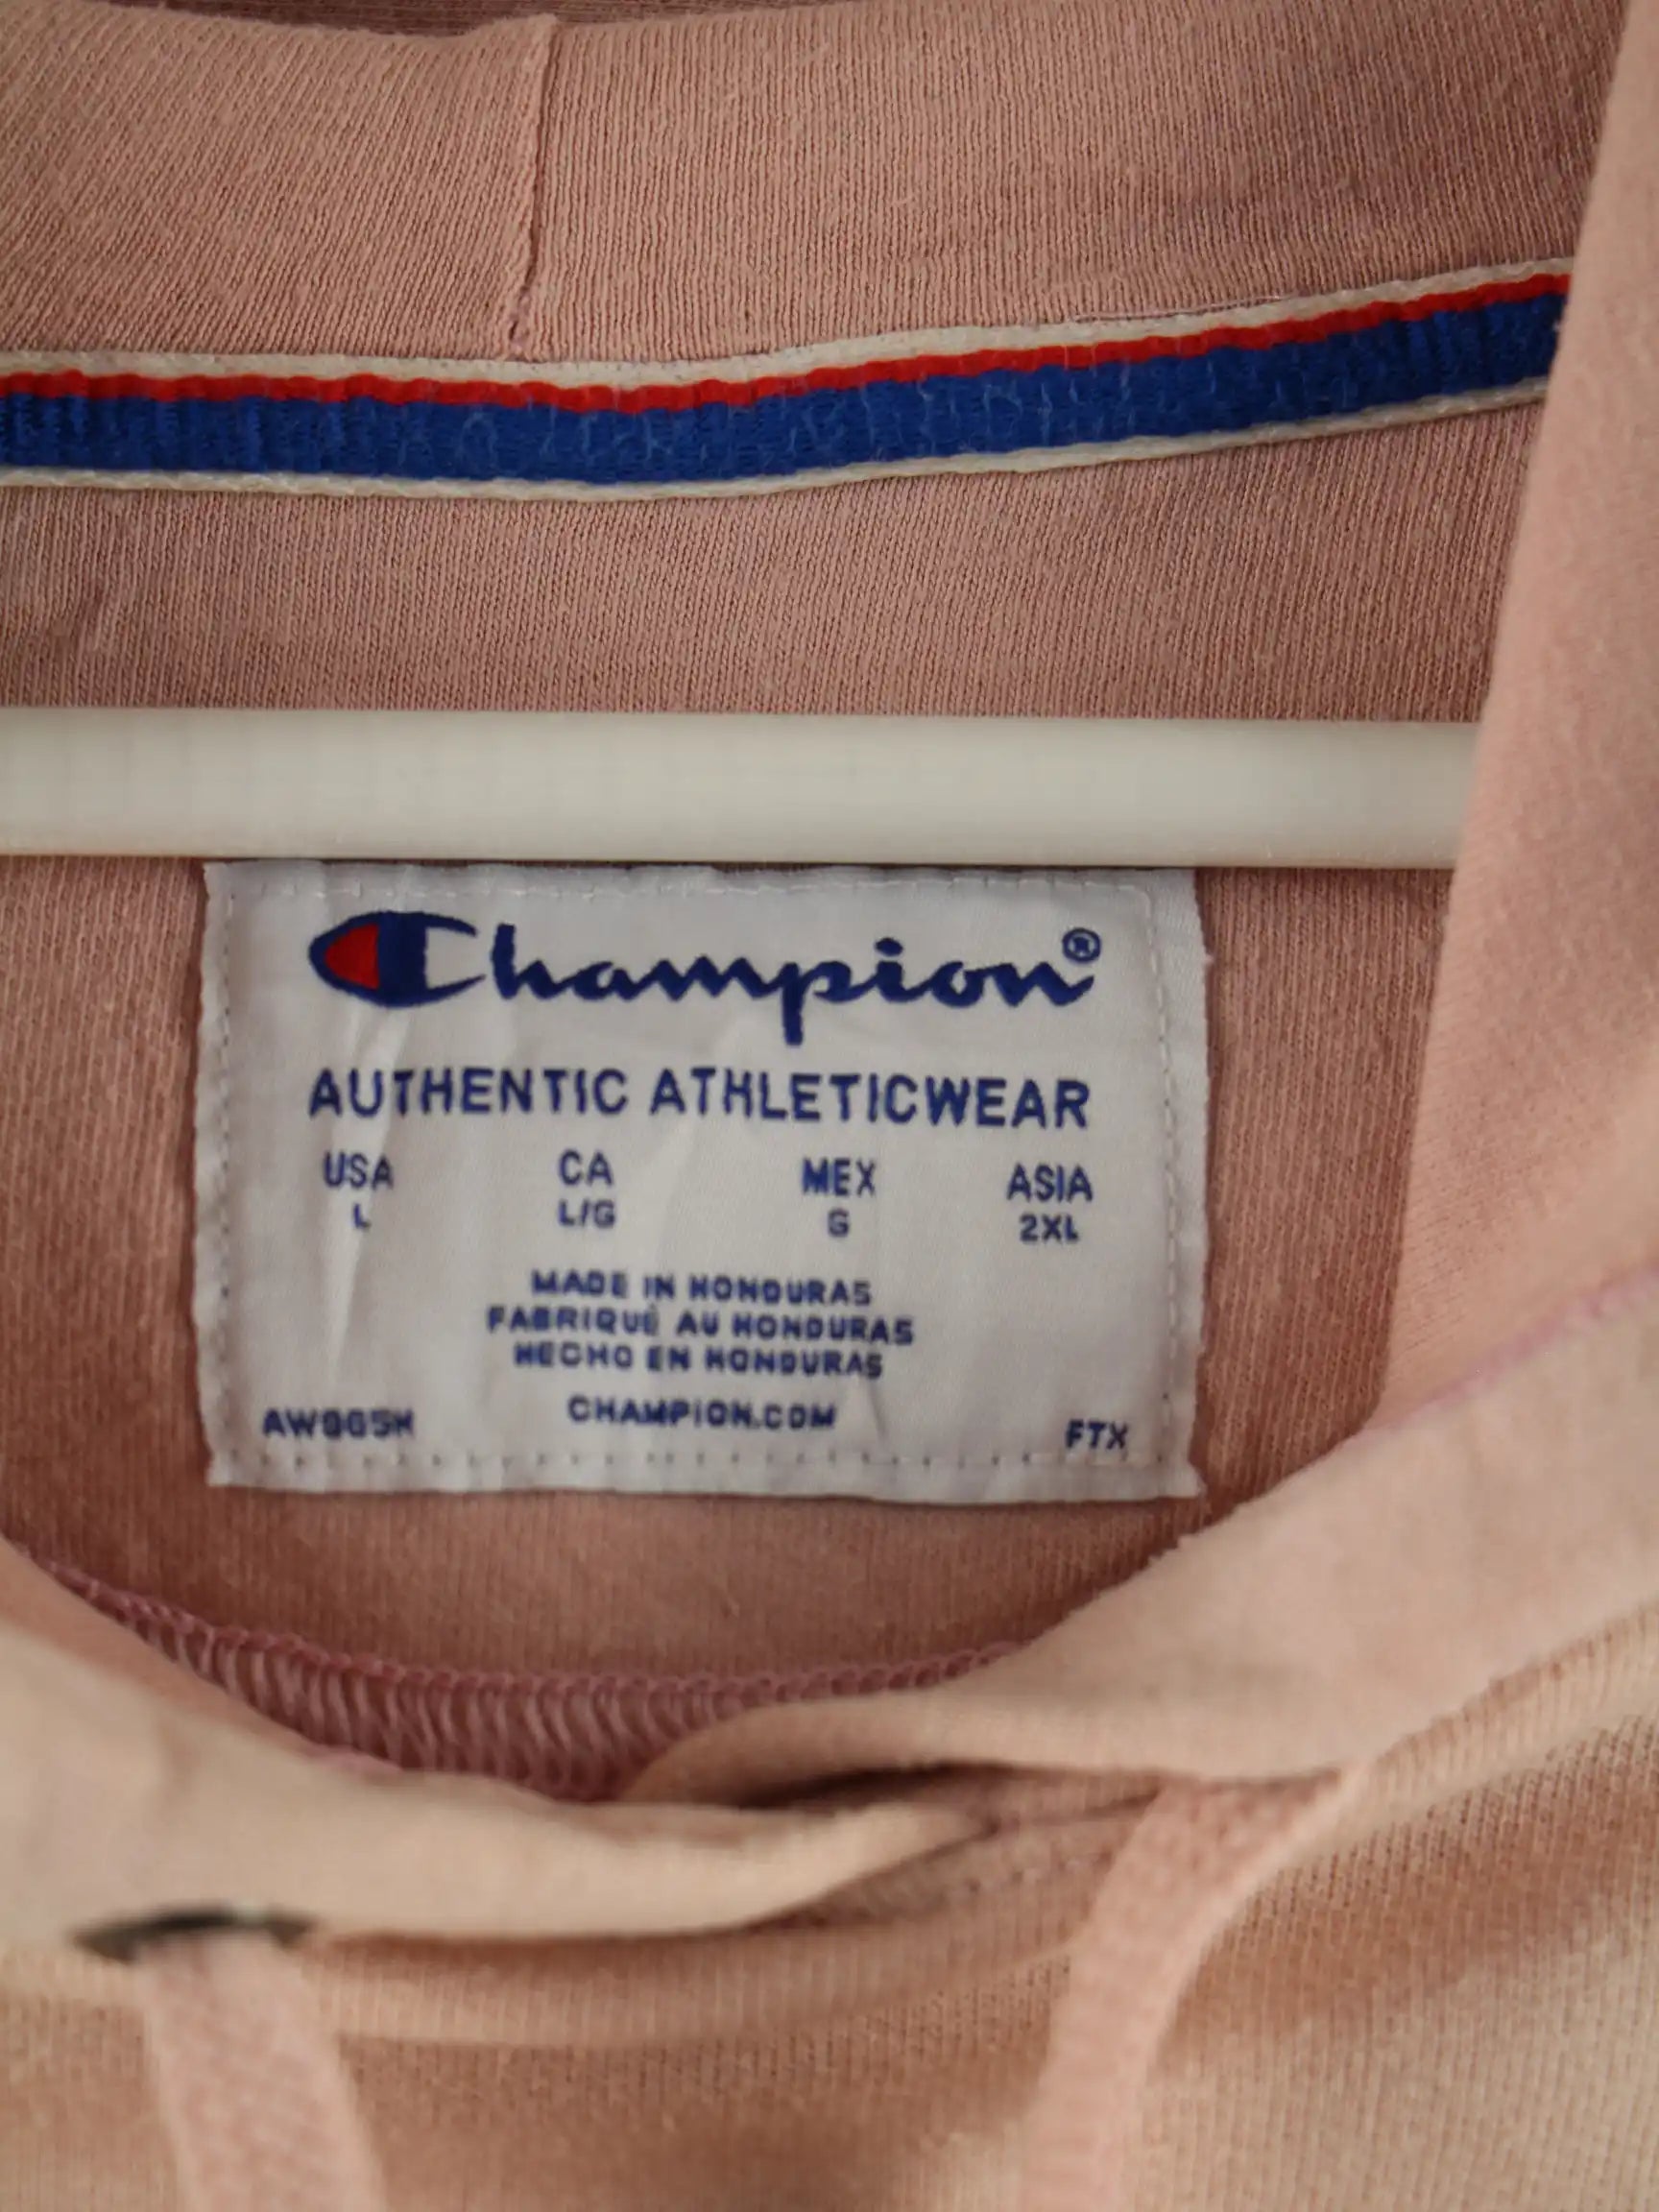 Champion®
AUTHENTIC ATHLETICWEAR
USA CA MEX ASIA
L L/G G 2XL
MADE IN HONDURAS
FABRIQUÉ AU HONDURAS
HECHO EN HONDURAS
CHAMPION.COM
FTX